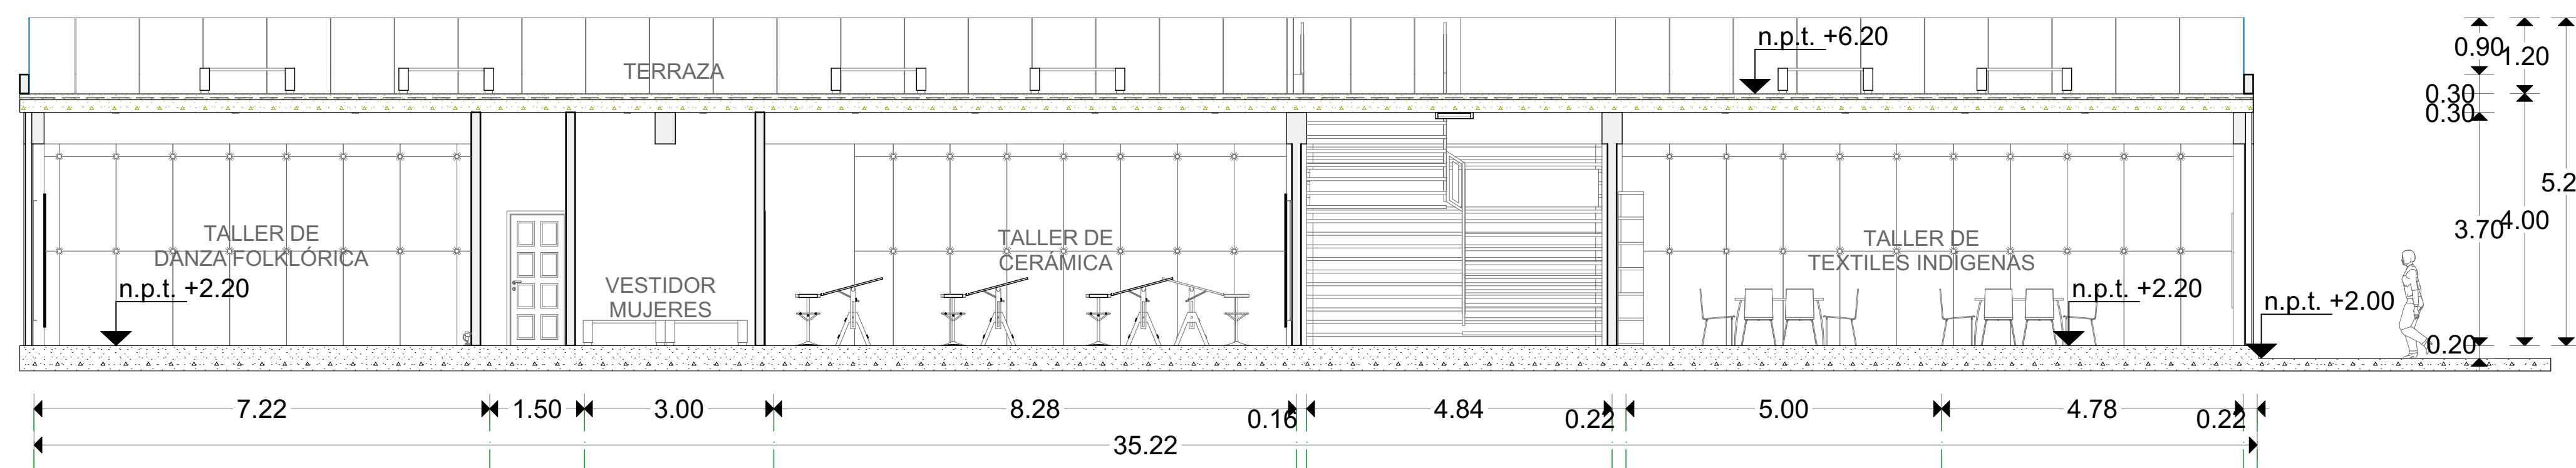 n.p.t. +6.20
TERRAZA
0.90
1.20
0.30
0.30
5.2
3.70
4.00
TALLER DE
DANZA FOLKLÓRICA
n.p.t. +2.20
VESTIDOR
MUJERES
TALLER DE
CERÁMICA
TALLER DE
TEXTILES INDIGENAS
n.p.t. +2.20
n.p.t. +2.00
0.20
7.22
1.50
3.00
8.28
0.16
4.84
0.22
5.00
4.78
0.22
35.22